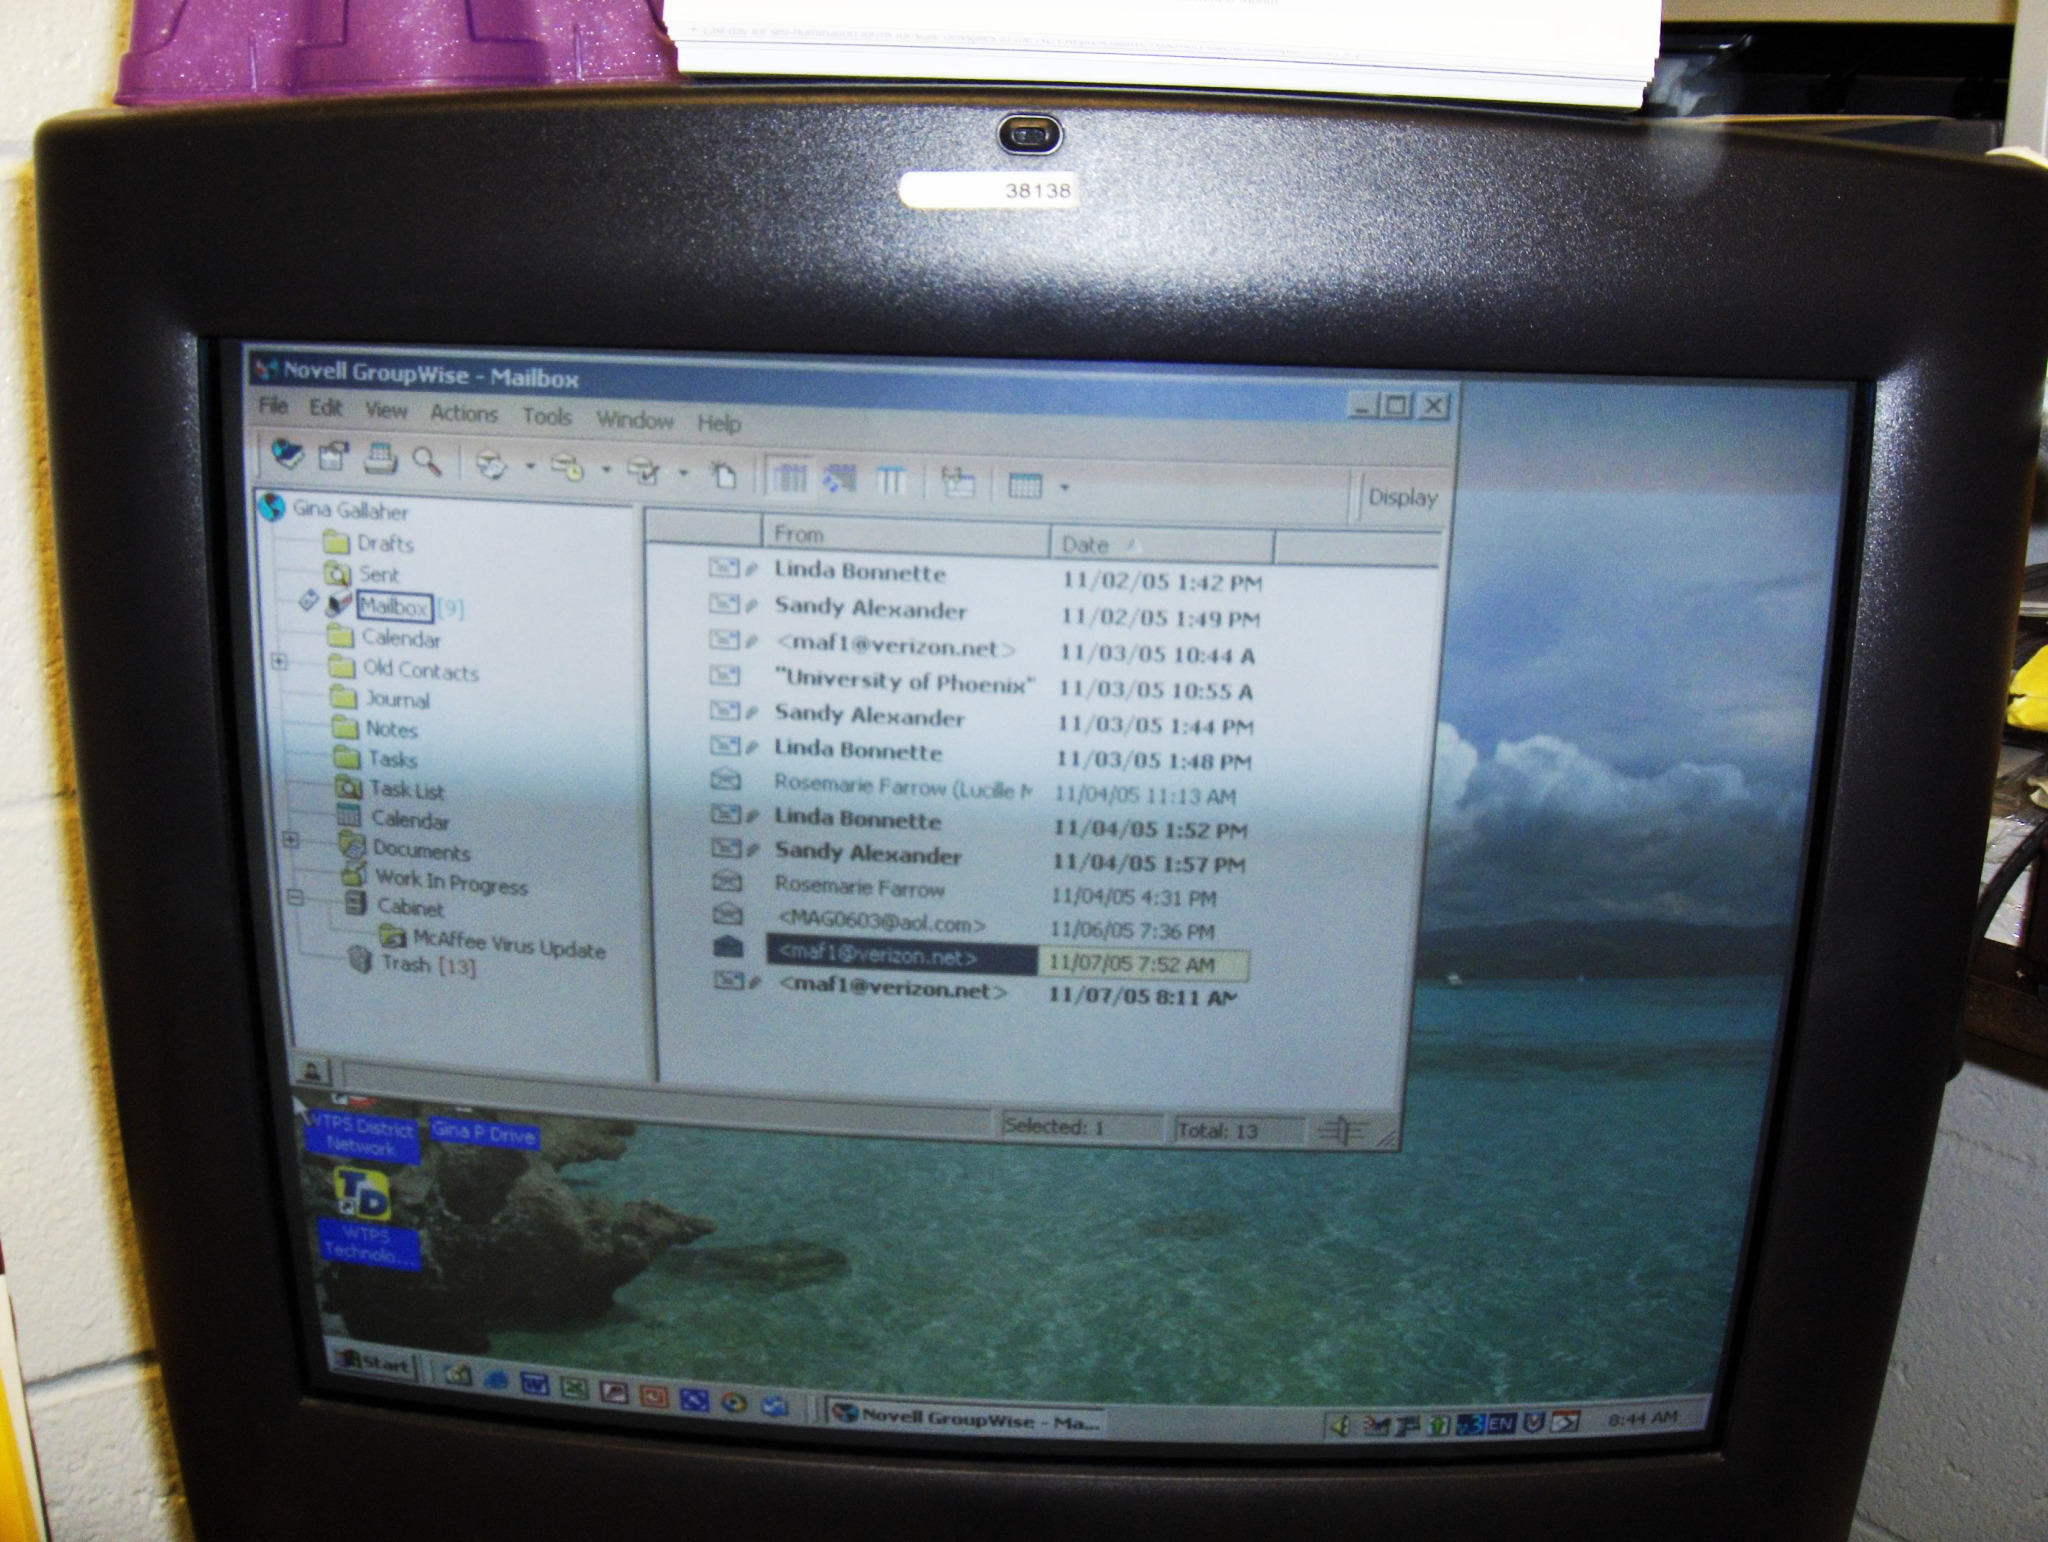 38138
Novell GroupWise - Mailbox
File Edit View Actions Tools Window Help
Display
Gina Gallaher
Drafts
Sent
Mailbox [9]
Calendar
Old Contacts
Journal
Notes
Tasks
Task List
Calendar
Documents
Work In Progress
Cabinet
McAffee Virus Update
Trash [13]
From Date
Linda Bonnette 11/02/05 1:42 PM
Sandy Alexander 11/02/05 1:49 PM
<maf1@verizon.net> 11/03/05 10:44 A
"University of Phoenix" 11/03/05 10:55 A
Sandy Alexander 11/03/05 1:44 PM
Linda Bonnette 11/03/05 1:48 PM
Rosemarie Farrow (Lucille 11/04/05 11:13 AM
Linda Bonnette 11/04/05 1:52 PM
Sandy Alexander 11/04/05 1:57 PM
Rosemarie Farrow 11/04/05 4:31 PM
<MAG0603@aol.com> 11/06/05 7:36 PM
<maf1@verizon.net> 11/07/05 7:52 AM
<maf1@verizon.net> 11/07/05 8:11 AM
Selected: 1 Total: 13
WTPS District
Network
Gina P Drive
TD
WTPS
Technolo...
Start
Novell GroupWise - Ma...
EN
8:44 AM